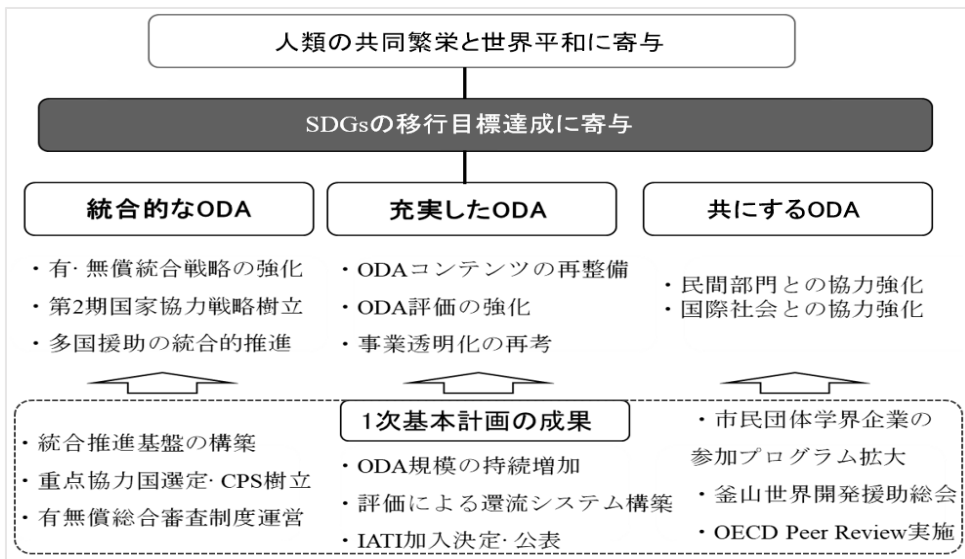 人類の共同繁栄と世界平和に寄与
SDGsの移行目標達成に寄与
統合的なODA
・有· 無償統合戦略の強化
・第2期国家協力戦略樹立
・多国援助の統合的推進
充実したODA
・ODAコンテンツの再整備
・ODA評価の強化
・事業透明化の再考
共にするODA
・民間部門との協力強化
・国際社会との協力強化
1次基本計画の成果
・統合推進基盤の構築
・重点協力国選定· CPS樹立
・有無償総合審査制度運営
・ODA規模の持続増加
・評価による還流システム構築
・IATI加入決定· 公表
・市民団体学界企業の
参加プログラム拡大
・釜山世界開発援助総会
・OECD Peer Review実施